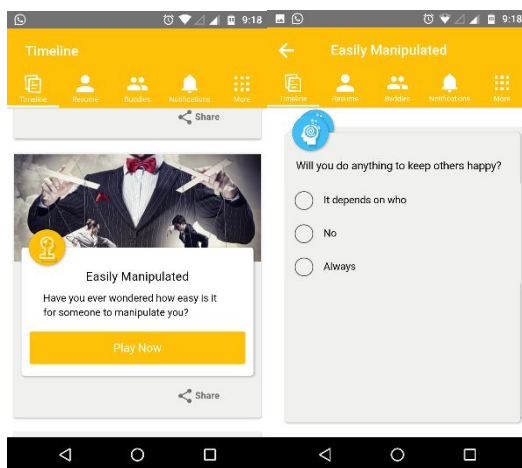 9:18
Timeline
Timeline Resume Buddies Notifications More
Share
Easily Manipulated
Have you ever wondered how easy is it
for someone to manipulate you?
Play Now
Share
9:18
Easily Manipulated
Timeline Resume Buddies Notifications More
Will you do anything to keep others happy?
It depends on who
No
Always